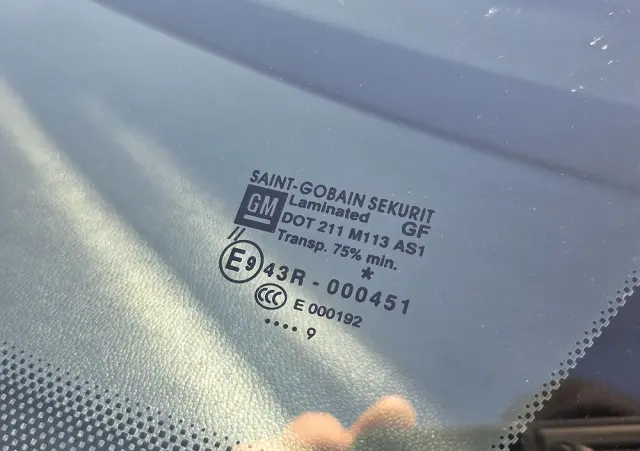 SAINT-GOBAIN SEKURIT
GM Laminated GF
DOT 211 M113 AS1
Transp. 75% min.
// *
E9 43R - 000451
CCC E 000192
.... 9